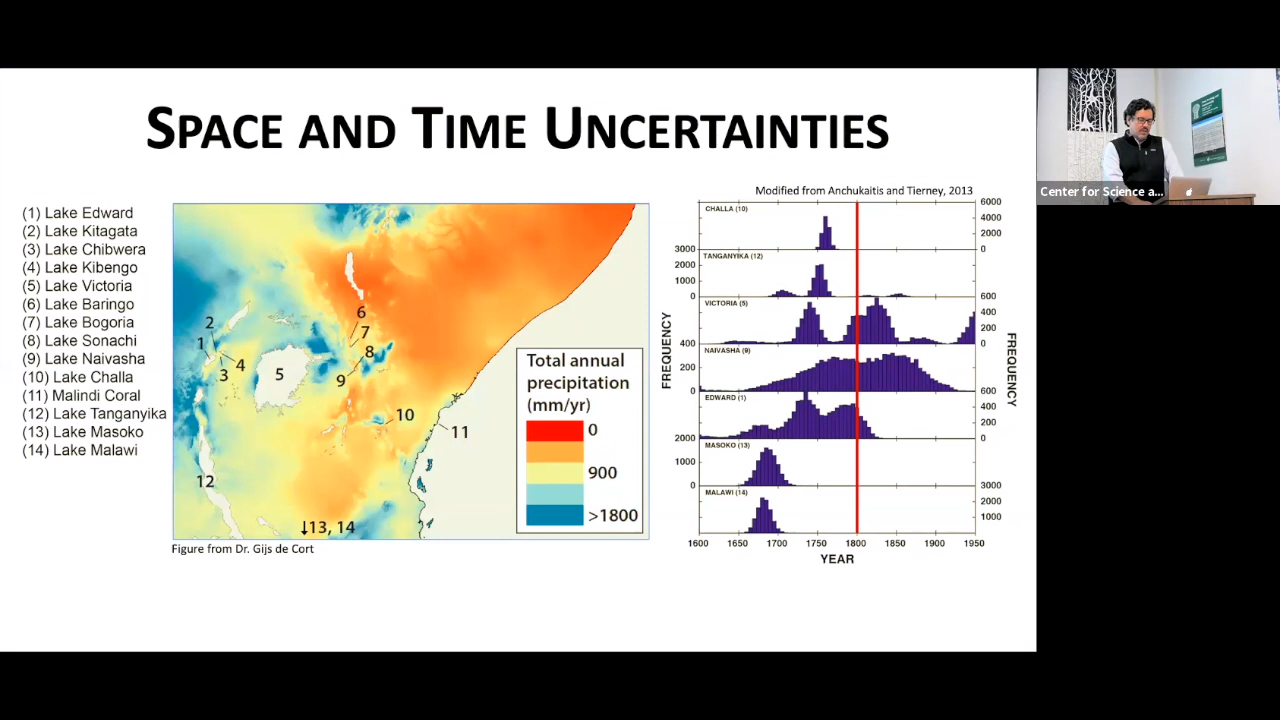 SPACE AND TIME UNCERTAINTIES
(1) Lake Edward
(2) Lake Kitagata
(3) Lake Chibwera
(4) Lake Kibengo
(5) Lake Victoria
(6) Lake Baringo
(7) Lake Bogoria
(8) Lake Sonachi
(9) Lake Naivasha
(10) Lake Challa
(11) Malindi Coral
(12) Lake Tanganyika
(13) Lake Masoko
(14) Lake Malawi
1
2
3
4
5
6
7
8
9
10
11
12
↓13, 14
Total annual
precipitation
(mm/yr)
0
900
>1800
Figure from Dr. Gijs de Cort
Modified from Anchukaitis and Tierney, 2013
CHALLA (10)
6000
4000
2000
0
TANGANYIKA (12)
3000
2000
1000
0
VICTORIA (5)
600
400
200
0
NAIVASHA (9)
400
200
0
EDWARD (1)
600
400
200
0
MASOKO (13)
2000
1000
0
MALAWI (14)
3000
2000
1000
FREQUENCY
FREQUENCY
1600 1650 1700 1750 1800 1850 1900 1950
YEAR
Center for Science a...